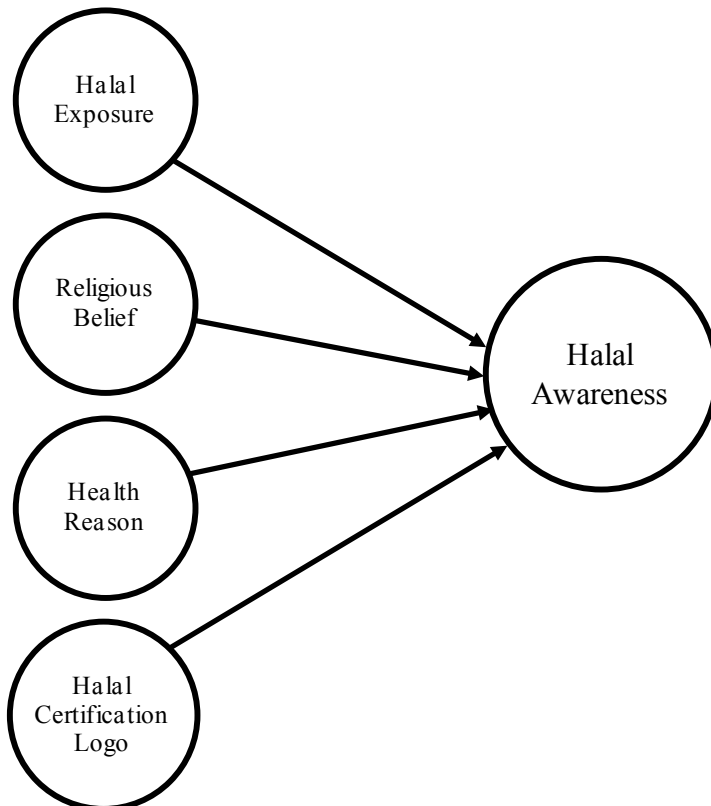 Halal
Exposure
Religious
Belief
Health
Reason
Halal
Certification
Logo
Halal
Awareness